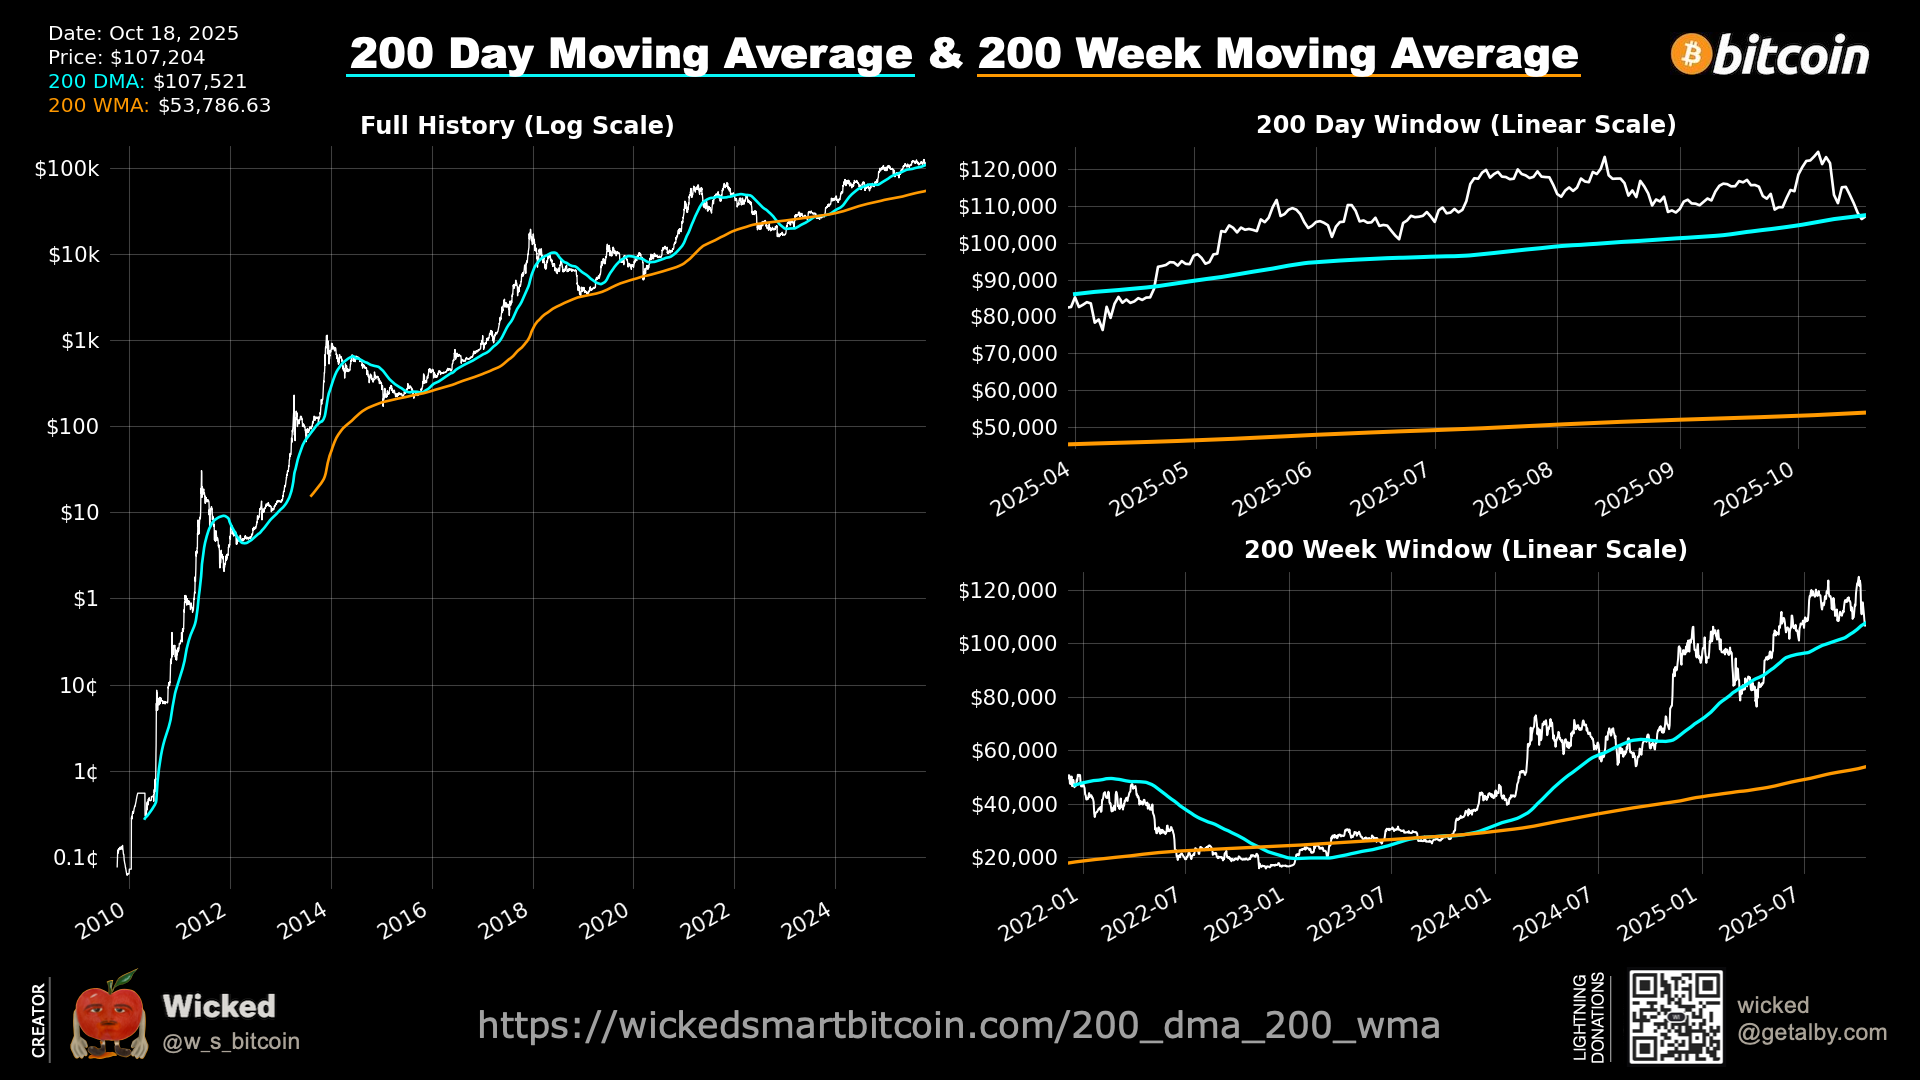 Date: Oct 18, 2025
Price: $107,204
200 DMA: $107,521
200 WMA: $53,786.63
200 Day Moving Average & 200 Week Moving Average
bitcoin
Full History (Log Scale)
$100k
$10k
$1k
$100
$10
$1
10¢
1¢
0.1¢
2010
2012
2014
2016
2018
2020
2022
2024
200 Day Window (Linear Scale)
$120,000
$110,000
$100,000
$90,000
$80,000
$70,000
$60,000
$50,000
2025-04
2025-05
2025-06
2025-07
2025-08
2025-09
2025-10
200 Week Window (Linear Scale)
$120,000
$100,000
$80,000
$60,000
$40,000
$20,000
2022-01
2022-07
2023-01
2023-07
2024-01
2024-07
2025-01
2025-07
CREATOR
Wicked
@w_s_bitcoin
https://wickedsmartbitcoin.com/200_dma_200_wma
LIGHTNING
DONATIONS
wicked
@getalby.com